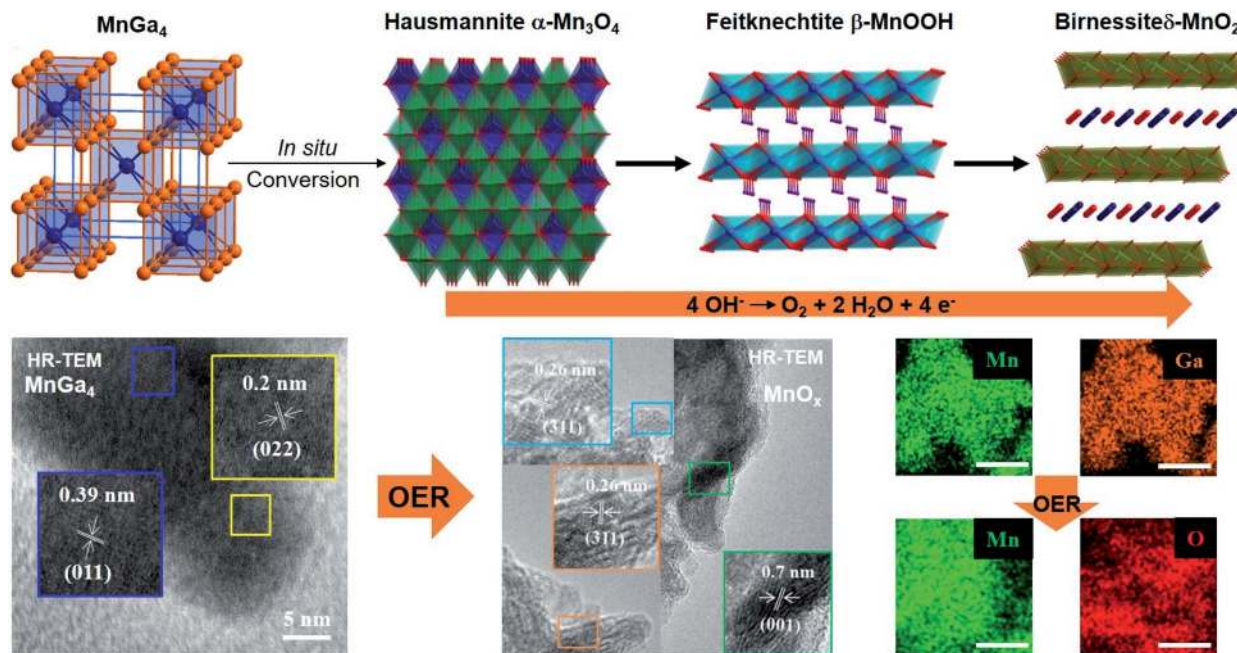 MnGa₄
Hausmannite α-Mn₃O₄
Feitknechtite β-MnOOH
Birnessiteδ-MnO₂
In situ
Conversion
4 OH⁻ → O₂ + 2 H₂O + 4 e⁻
HR-TEM
MnGa₄
0.2 nm
(022)
0.39 nm
(011)
5 nm
OER
HR-TEM
MnOₓ
0.26 nm
(311)
0.26 nm
(311)
0.7 nm
(001)
Mn
Ga
OER
Mn
O